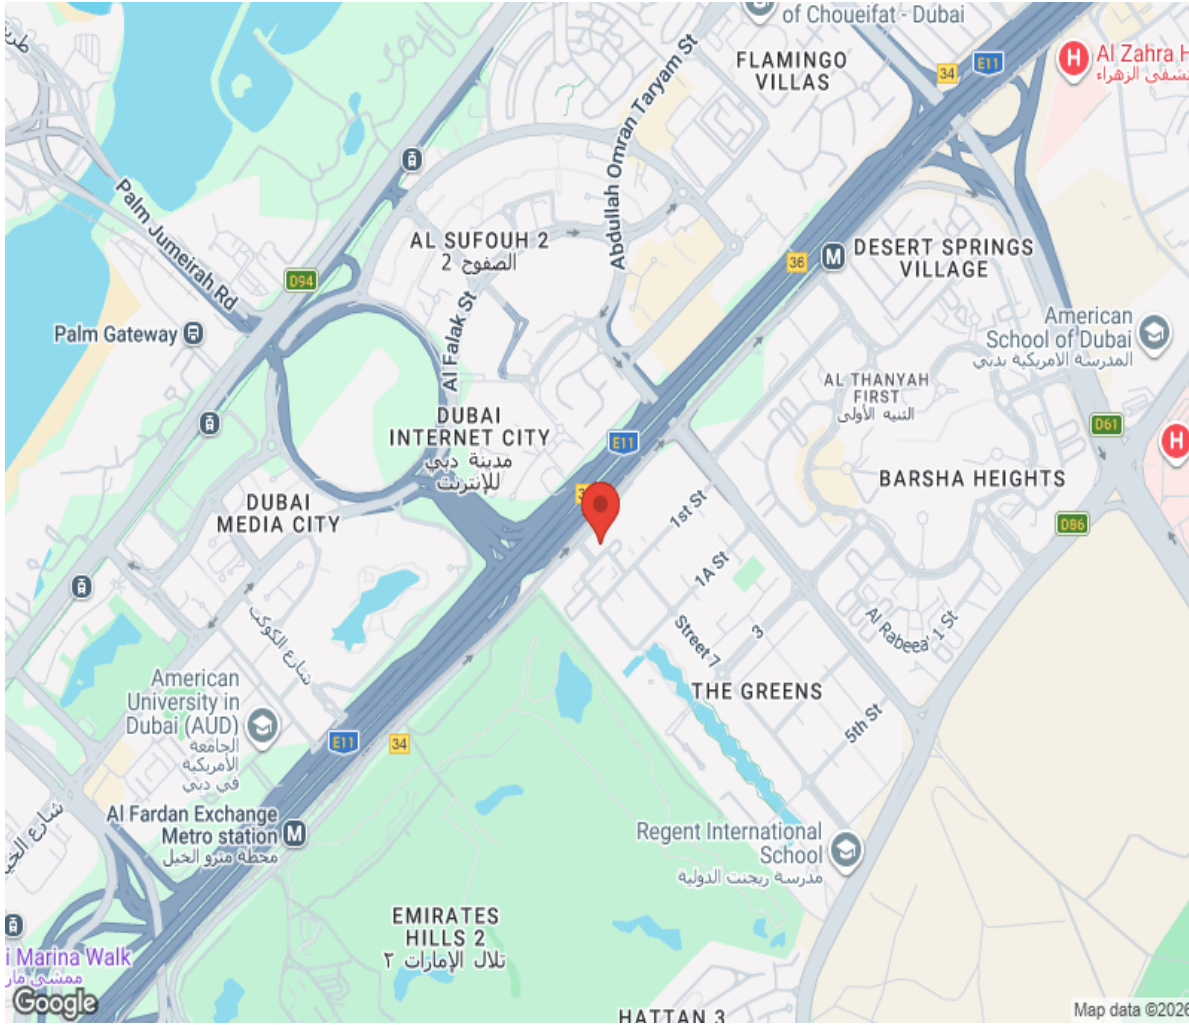 of Choueifat - Dubai
FLAMINGO
VILLAS
34
E11
Al Zahra H
Abdullah Omran Taryam St
Palm Jumeirah Rd
AL SUFOUH 2
الصفوح 2
36
M
DESERT SPRINGS
VILLAGE
D94
Palm Gateway
Al Falak St
American
School of Dubai
المدرسة الامريكية بدبي
AL THANYAH
FIRST
الثنيه الأولى
D61
H
DUBAI
INTERNET CITY
مدينة دبي
للإنترنت
E11
BARSHA HEIGHTS
DUBAI
MEDIA CITY
1st St
D86
1A St
Al Rabeea' 1 St
شارع الكوكب
Street 7
3
THE GREENS
5th St
American
University in
Dubai (AUD)
الجامعة
الأمريكية
في دبي
E11
34
Al Fardan Exchange
Metro station
محطة مترو الخيل
M
Regent International
School
مدرسة ريجنت الدولية
EMIRATES
HILLS 2
تلال الإمارات ٢
i Marina Walk
Google
HATTAN 3
Map data ©2026